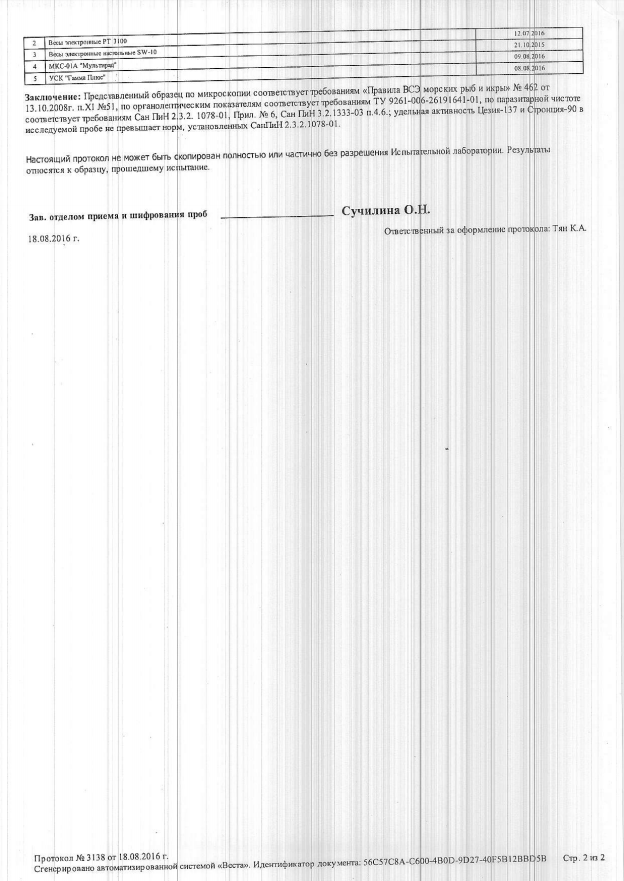 2 Весы электронные РТ 3100 12.07.2016
3 Весы электронные настольные SW-10 21.10.2015
4 МКС-01А "Мультирад" 09.08.2016
5 УСК "Гамма Плюс" 08.08.2016
Заключение: Представленный образец по микроскопии соответствует требованиям «Правила ВСЭ морских рыб и икры» № 462 от
13.10.2008г. п.XI №51, по органолептическим показателям соответствует требованиям ТУ 9261-006-26191641-01, по паразитарной чистоте
соответствует требованиям Сан ПиН 2.3.2. 1078-01, Прил. № 6, Сан ПиН 3.2.1333-03 п.4.6.; удельная активность Цезия-137 и Стронция-90 в
исследуемой пробе не превышает норм, установленных СанПиН 2.3.2.1078-01.
Настоящий протокол не может быть скопирован полностью или частично без разрешения Испытательной лаборатории. Результаты
относятся к образцу, прошедшему испытание.
Зав. отделом приема и шифрования проб Сучилина О.Н.
18.08.2016 г.
Ответственный за оформление протокола: Тян К.А.
Протокол № 3138 от 18.08.2016 г.
Сгенерировано автоматизированной системой «Веста». Идентификатор документа: 56C57C8A-C600-4B0D-9D27-40F5B12BBD5B Стр. 2 из 2